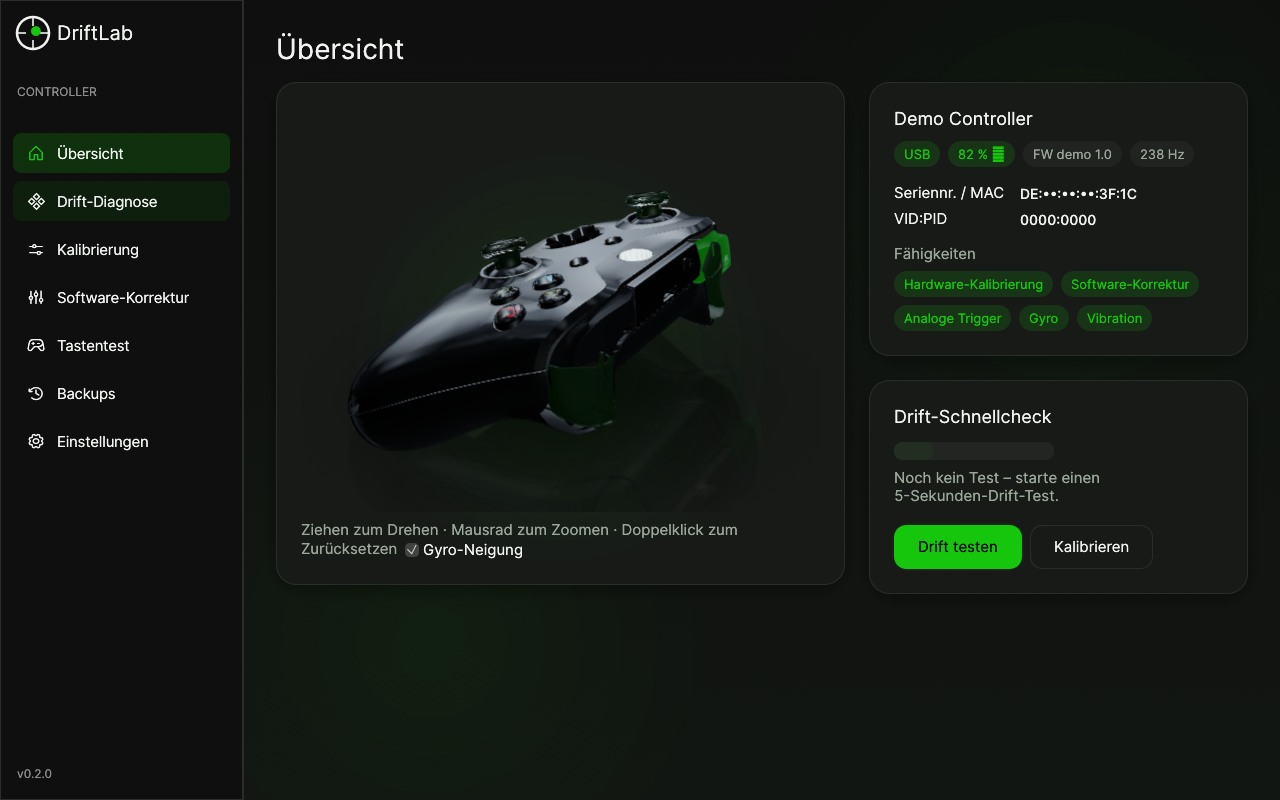 DriftLab
CONTROLLER
Übersicht
Drift-Diagnose
Kalibrierung
Software-Korrektur
Tastentest
Backups
Einstellungen
v0.2.0
Übersicht
Ziehen zum Drehen · Mausrad zum Zoomen · Doppelklick zum
Zurücksetzen Gyro-Neigung
Demo Controller
USB 82 % FW demo 1.0 238 Hz
Seriennr. / MAC DE:••:••:••:3F:1C
VID:PID 0000:0000
Fähigkeiten
Hardware-Kalibrierung Software-Korrektur
Analoge Trigger Gyro Vibration
Drift-Schnellcheck
Noch kein Test – starte einen
5-Sekunden-Drift-Test.
Drift testen Kalibrieren